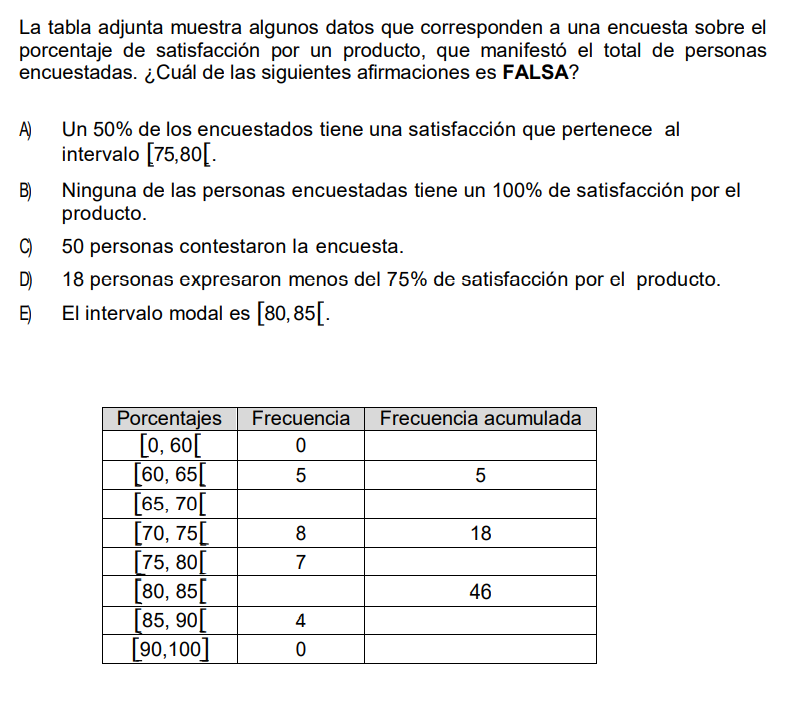 La tabla adjunta muestra algunos datos que corresponden a una encuesta sobre el
porcentaje de satisfacción por un producto, que manifestó el total de personas
encuestadas. ¿Cuál de las siguientes afirmaciones es FALSA?
A) Un 50% de los encuestados tiene una satisfacción que pertenece al
intervalo [75,80[.
B) Ninguna de las personas encuestadas tiene un 100% de satisfacción por el
producto.
C) 50 personas contestaron la encuesta.
D) 18 personas expresaron menos del 75% de satisfacción por el producto.
E) El intervalo modal es [80,85[.
Porcentajes Frecuencia Frecuencia acumulada
[0, 60[ 0
[60, 65[ 5 5
[65, 70[
[70, 75[ 8 18
[75, 80[ 7
[80, 85[ 46
[85, 90[ 4
[90,100] 0